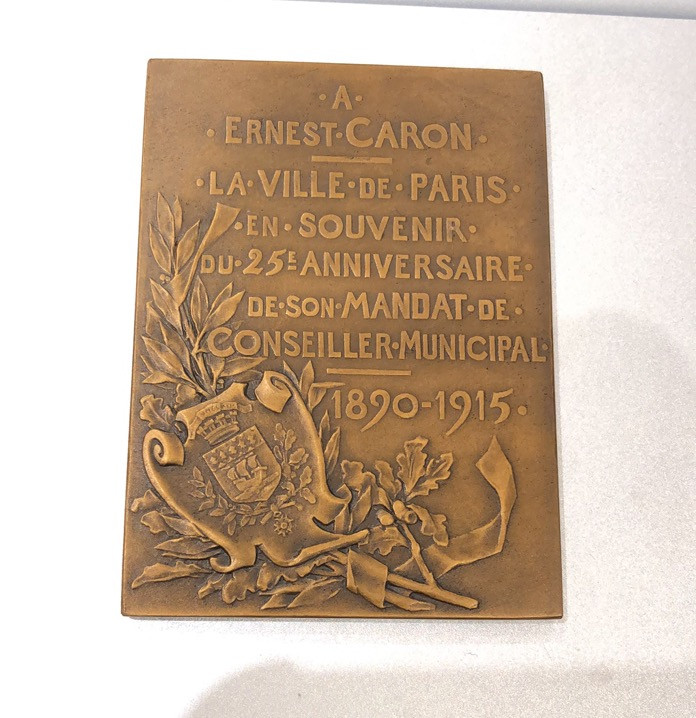 ·A·
·ERNEST·CARON·
·LA·VILLE·DE·PARIS·
·EN·SOUVENIR·
DU·25E ANNIVERSAIRE·
DE·SON·MANDAT·DE·
CONSEILLER·MUNICIPAL·
1890-1915·